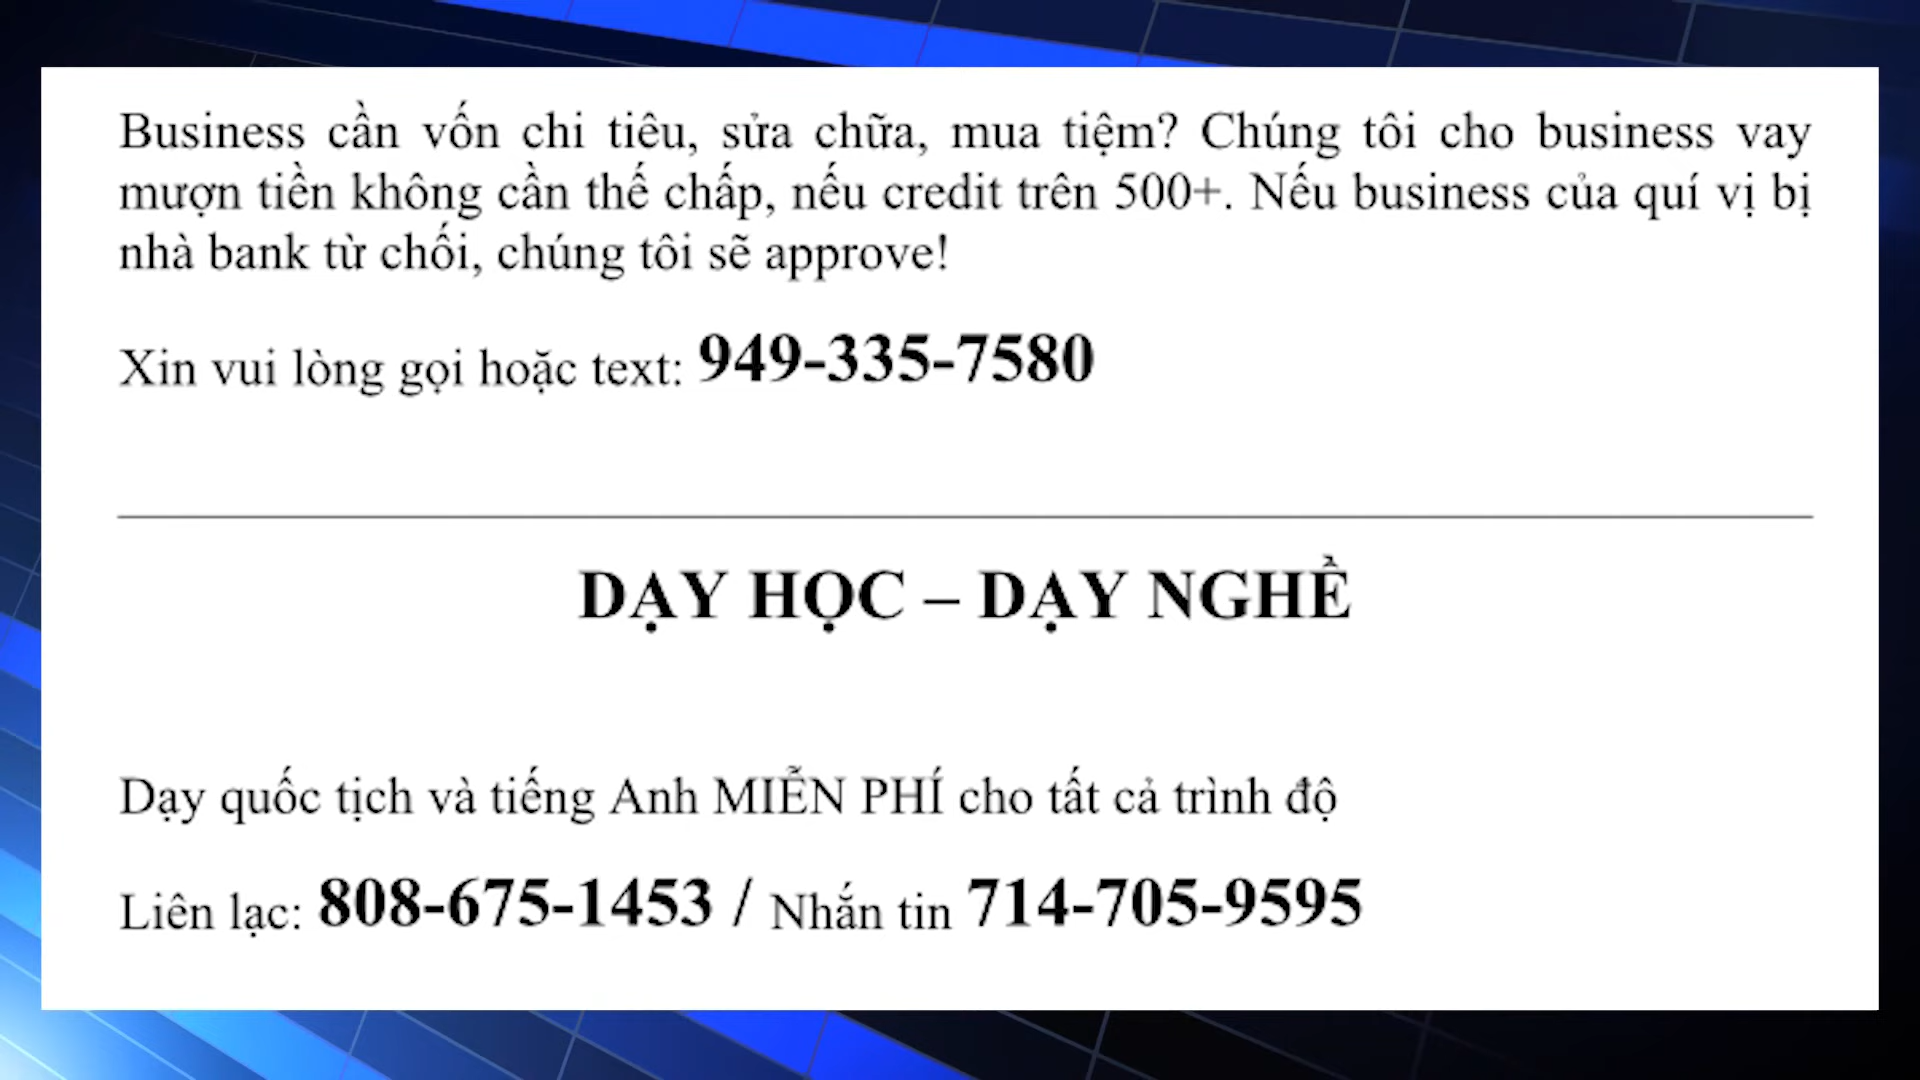 Business cần vốn chi tiêu, sửa chữa, mua tiệm? Chúng tôi cho business vay
mượn tiền không cần thế chấp, nếu credit trên 500+. Nếu business của quí vị bị
nhà bank từ chối, chúng tôi sẽ approve!
Xin vui lòng gọi hoặc text: 949-335-7580
DẠY HỌC – DẠY NGHỀ
Dạy quốc tịch và tiếng Anh MIỄN PHÍ cho tất cả trình độ
Liên lạc: 808-675-1453 / Nhắn tin 714-705-9595